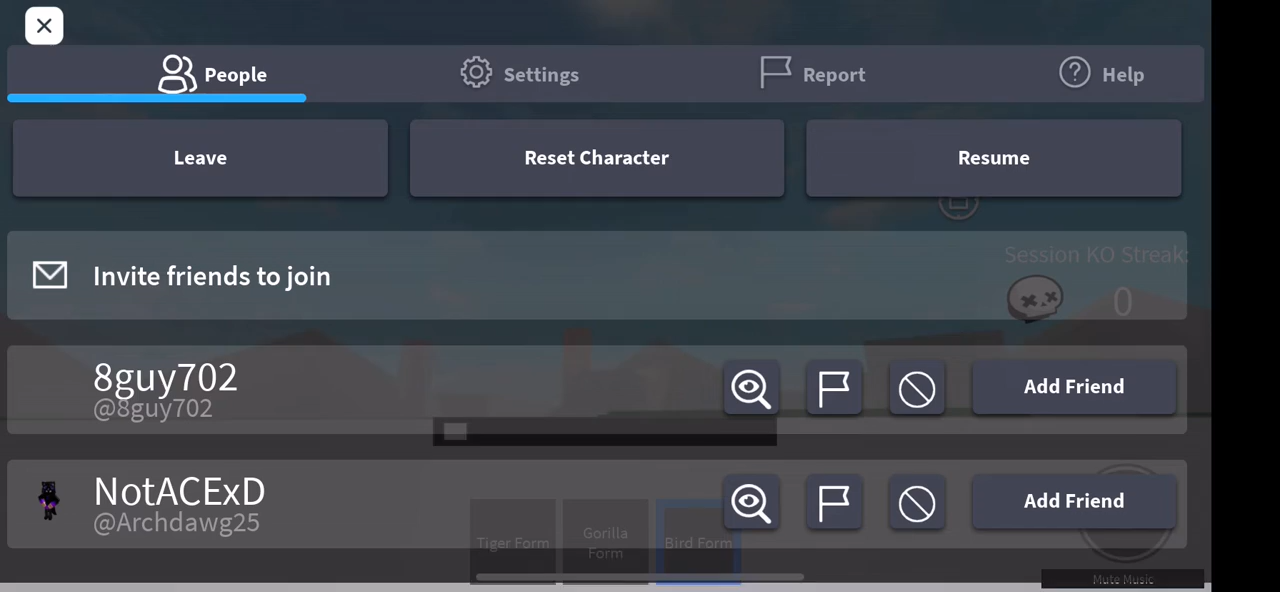 People
Settings
Report
Help
Leave
Reset Character
Resume
Session KO Streak:
Invite friends to join
0
8guy702
@8guy702
Add Friend
NotACExD
@Archdawg25
Add Friend
Tiger Form
Gorilla
Form
Bird Form
Mute Music